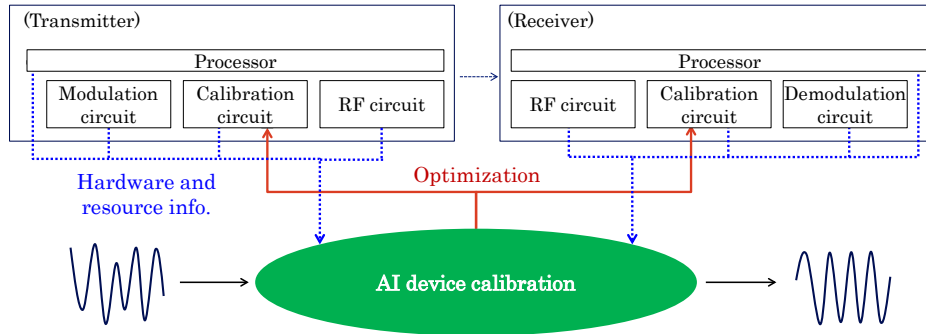 (Transmitter)
Processor
Modulation
circuit
Calibration
circuit
RF circuit
(Receiver)
Processor
RF circuit
Calibration
circuit
Demodulation
circuit
Hardware and
resource info.
Optimization
AI device calibration